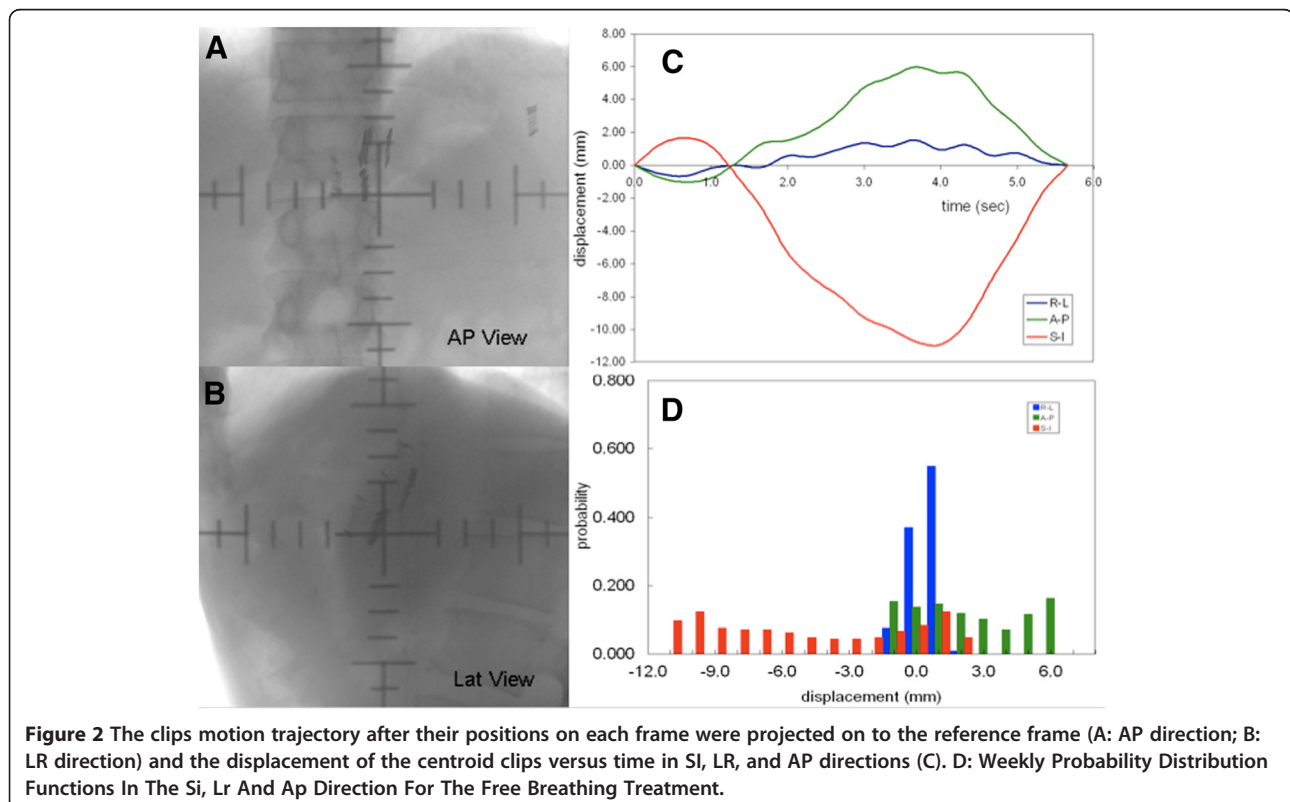 A
AP View
B
Lat View
C
8.00
6.00
4.00
2.00
0.00
-2.00
-4.00
-6.00
-8.00
-10.00
-12.00
displacement (mm)
0.0 1.0 2.0 3.0 4.0 5.0 6.0
time (sec)
R-L
A-P
S-I
D
0.800
0.600
0.400
0.200
0.000
probability
R-L
A-P
S-I
-12.0 -9.0 -6.0 -3.0 0.0 3.0 6.0
displacement (mm)
Figure 2 The clips motion trajectory after their positions on each frame were projected on to the reference frame (A: AP direction; B:
LR direction) and the displacement of the centroid clips versus time in SI, LR, and AP directions (C). D: Weekly Probability Distribution
Functions In The Si, Lr And Ap Direction For The Free Breathing Treatment.